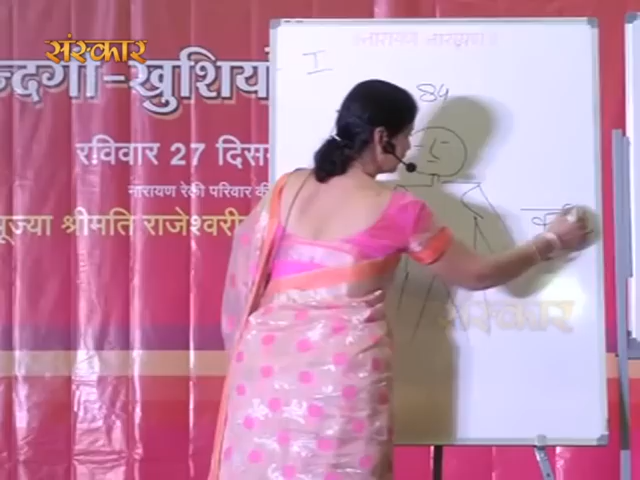 संस्कार
न्दगी -खुशियों
रविवार 27 दिस
नारायण रेकी परिवार की
पूज्या श्रीमति राजेश्वरी
नारायण नारायण
I
84
संस्कार